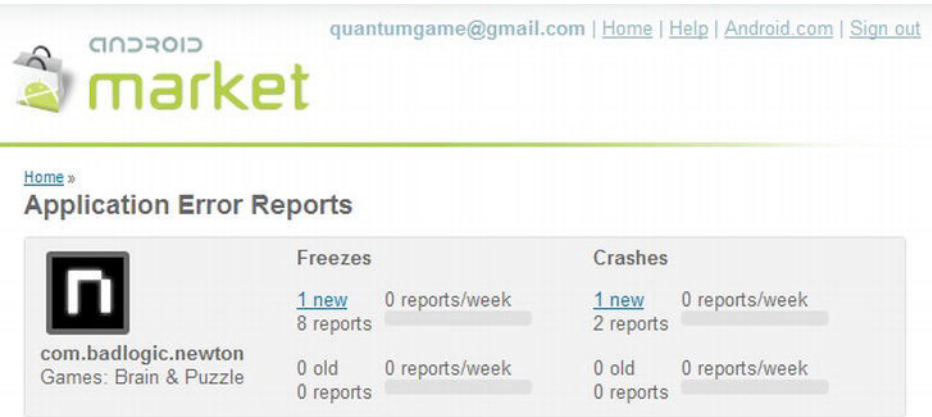 quantumgame@gmail.com | Home | Help | Android.com | Sign out
android
market
Home »
Application Error Reports
Freezes
Crashes
1 new 0 reports/week
8 reports
1 new 0 reports/week
2 reports
n
com.badlogic.newton
Games: Brain & Puzzle
0 old 0 reports/week
0 reports
0 old 0 reports/week
0 reports